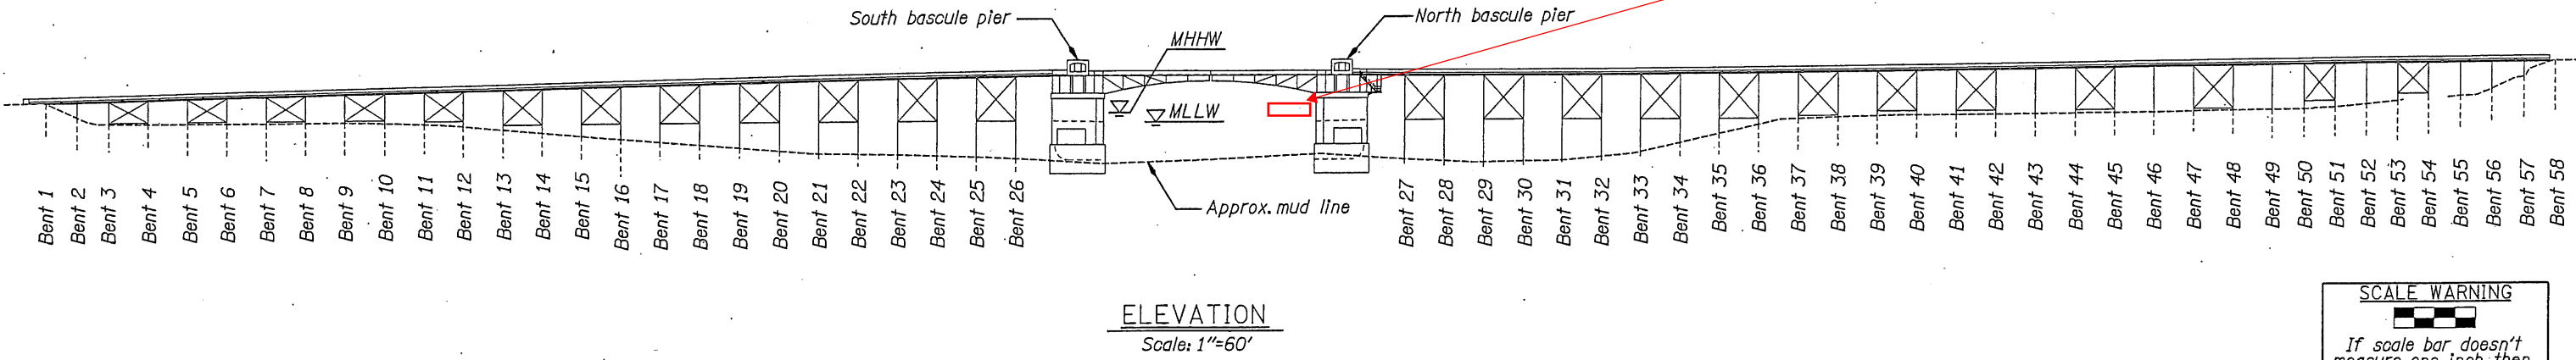 South bascule pier
North bascule pier
MHHW
MLLW
Approx. mud line
Bent 1
Bent 2
Bent 3
Bent 4
Bent 5
Bent 6
Bent 7
Bent 8
Bent 9
Bent 10
Bent 11
Bent 12
Bent 13
Bent 14
Bent 15
Bent 16
Bent 17
Bent 18
Bent 19
Bent 20
Bent 21
Bent 22
Bent 23
Bent 24
Bent 25
Bent 26
Bent 27
Bent 28
Bent 29
Bent 30
Bent 31
Bent 32
Bent 33
Bent 34
Bent 35
Bent 36
Bent 37
Bent 38
Bent 39
Bent 40
Bent 41
Bent 42
Bent 43
Bent 44
Bent 45
Bent 46
Bent 47
Bent 48
Bent 49
Bent 50
Bent 51
Bent 52
Bent 53
Bent 54
Bent 55
Bent 56
Bent 57
Bent 58
ELEVATION
Scale: 1"=60'
SCALE WARNING
If scale bar doesn't
measure one inch then